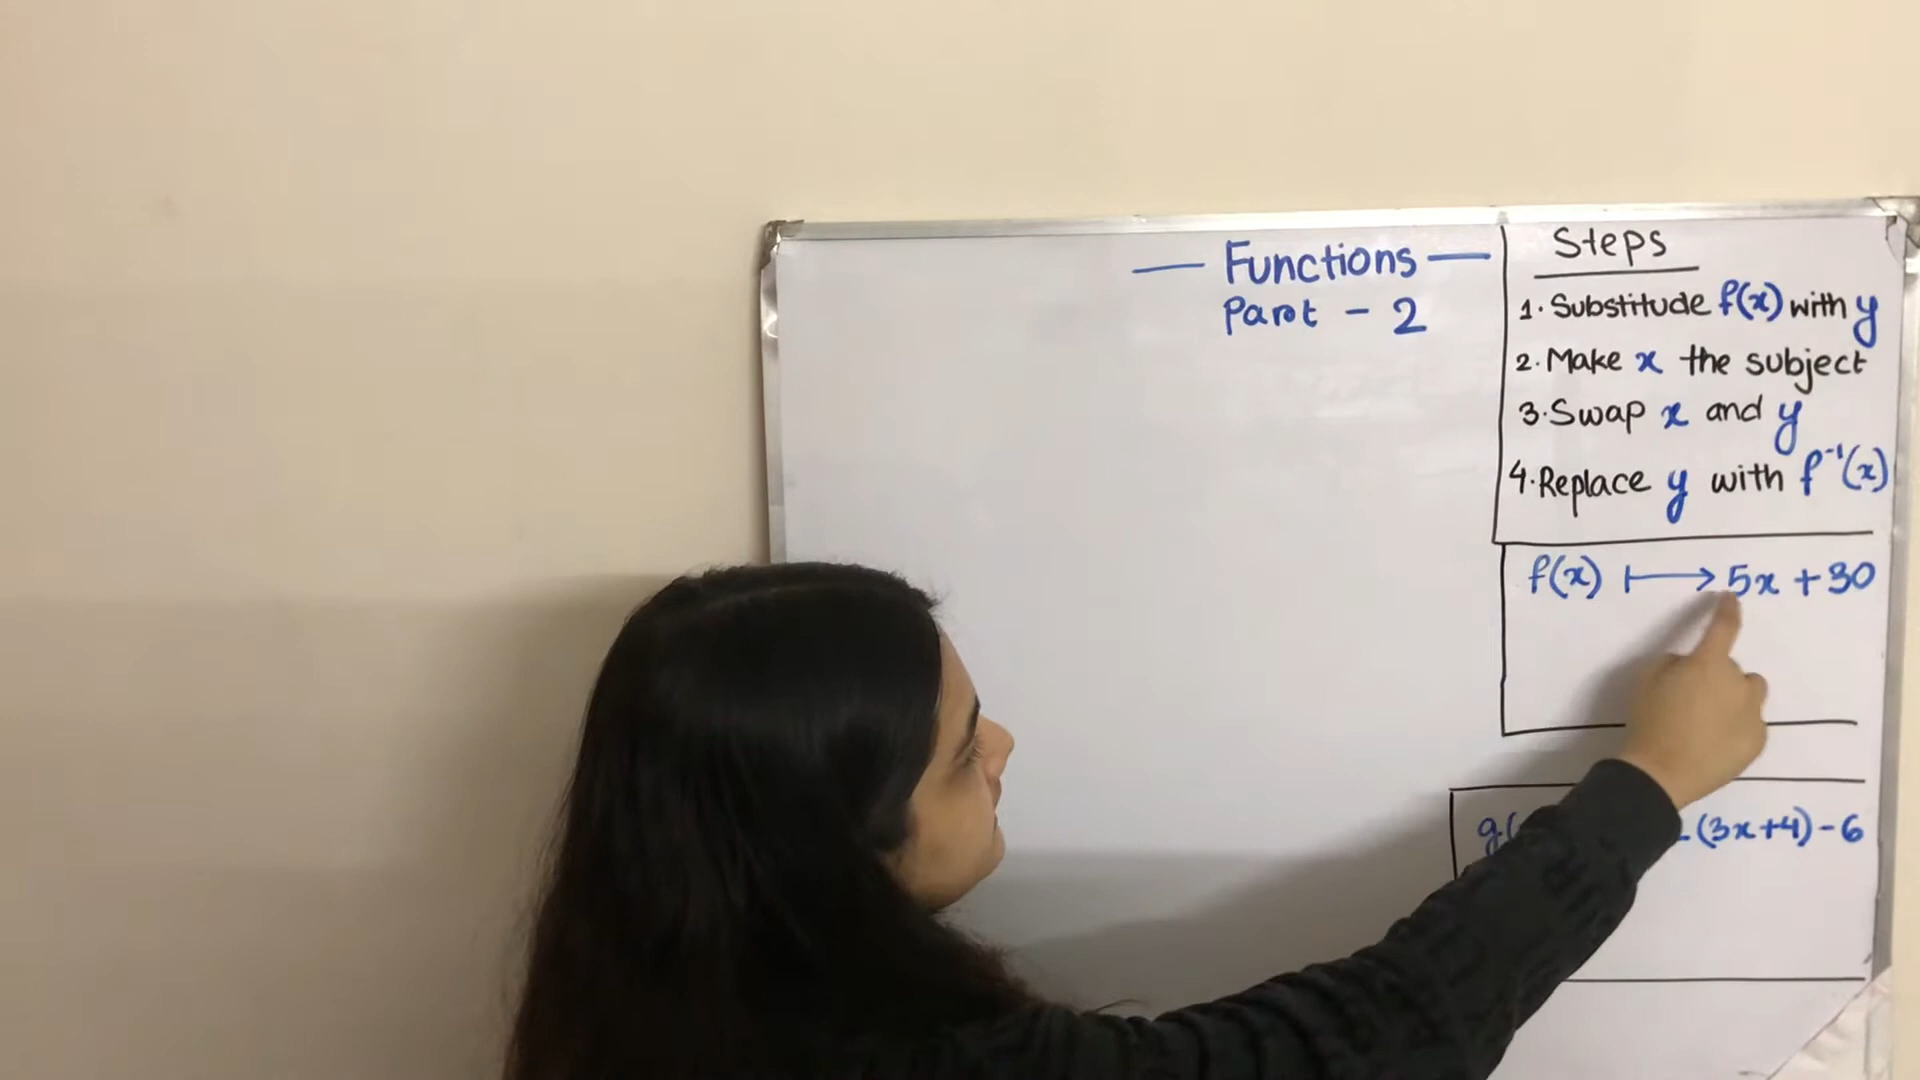 Functions
Part - 2
Steps
1. Substitude f(x) with y
2. Make x the subject
3. Swap x and y
4. Replace y with f⁻¹(x)
f(x) ⟼ 5x + 30
g( (3x+4) - 6